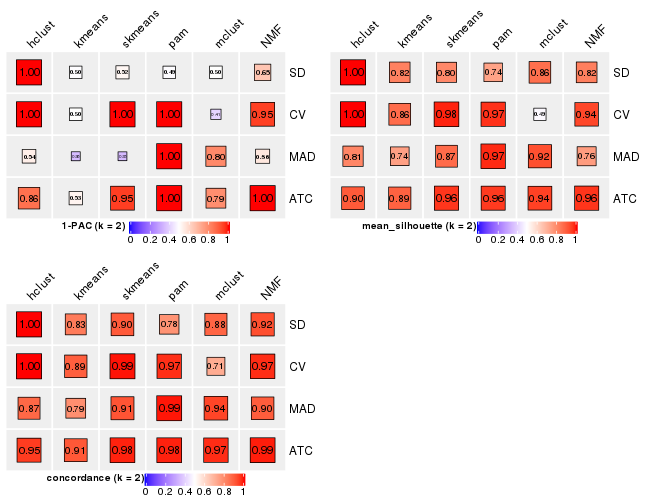 hclust kmeans skmeans pam mclust NMF
1.00 0.50 0.52 0.49 0.50 0.65 SD
1.00 0.50 1.00 1.00 0.41 0.95 CV
0.54 1.00 0.80 0.56 MAD
0.86 0.53 0.95 1.00 0.79 1.00 ATC
1-PAC (k = 2)
0 0.2 0.4 0.6 0.8 1
hclust kmeans skmeans pam mclust NMF
1.00 0.82 0.80 0.74 0.86 0.82 SD
1.00 0.86 0.98 0.97 0.49 0.94 CV
0.81 0.74 0.87 0.97 0.92 0.76 MAD
0.90 0.89 0.96 0.96 0.94 0.96 ATC
mean_silhouette (k = 2)
0 0.2 0.4 0.6 0.8 1
hclust kmeans skmeans pam mclust NMF
1.00 0.83 0.90 0.78 0.88 0.92 SD
1.00 0.89 0.99 0.97 0.71 0.97 CV
0.87 0.79 0.91 0.99 0.94 0.90 MAD
0.95 0.91 0.98 0.98 0.97 0.99 ATC
concordance (k = 2)
0 0.2 0.4 0.6 0.8 1